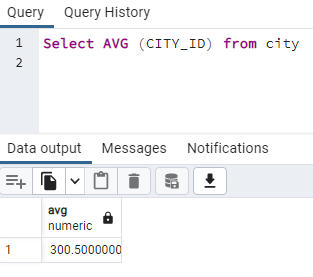 Query Query History
1 Select AVG (CITY_ID) from city
2
Data output Messages Notifications
avg
numeric
1 300.5000000